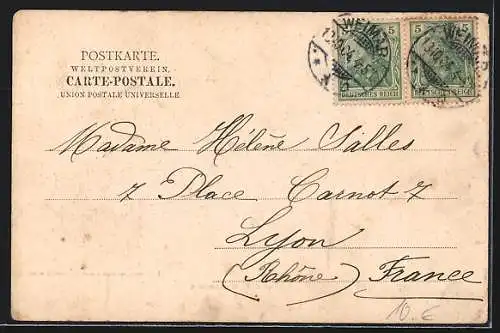 POSTKARTE.
WELTPOSTVEREIN.
CARTE-POSTALE.
UNION POSTALE UNIVERSELLE
5 5
DEUTSCHES REICH DEUTSCHES REICH
WEIMAR WEIMAR
Madame Hélène Salles
7 Place Carnot 7
Lyon
(Rhône) France
10.€